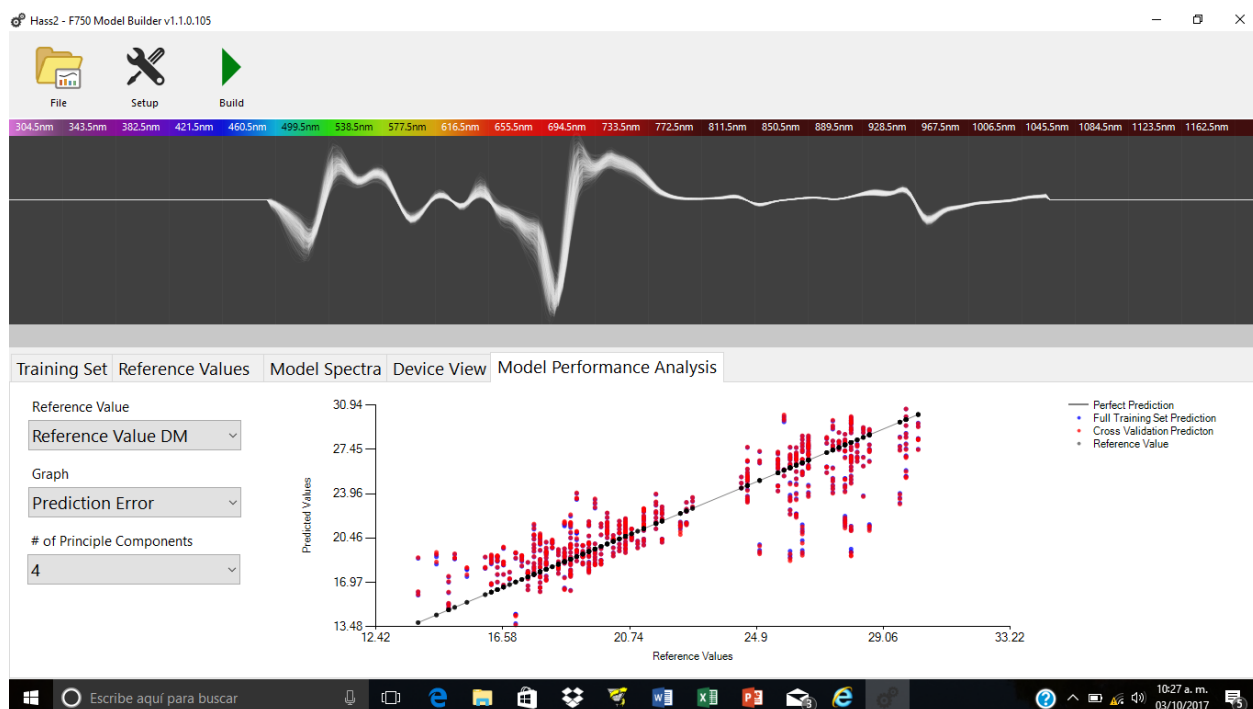 Hass2 - F750 Model Builder v1.1.0.105
File Setup Build
304.5nm 343.5nm 382.5nm 421.5nm 460.5nm 499.5nm 538.5nm 577.5nm 616.5nm 655.5nm 694.5nm 733.5nm 772.5nm 811.5nm 850.5nm 889.5nm 928.5nm 967.5nm 1006.5nm 1045.5nm 1084.5nm 1123.5nm 1162.5nm
Training Set Reference Values Model Spectra Device View Model Performance Analysis
Reference Value
Reference Value DM
Graph
Prediction Error
# of Principle Components
4
30.94
27.45
23.96
20.46
16.97
13.48
Predicted Values
12.42 16.58 20.74 24.9 29.06 33.22
Reference Values
Perfect Prediction
Full Training Set Prediction
Cross Validation Predicton
Reference Value
Escribe aquí para buscar
10:27 a. m.
03/10/2017